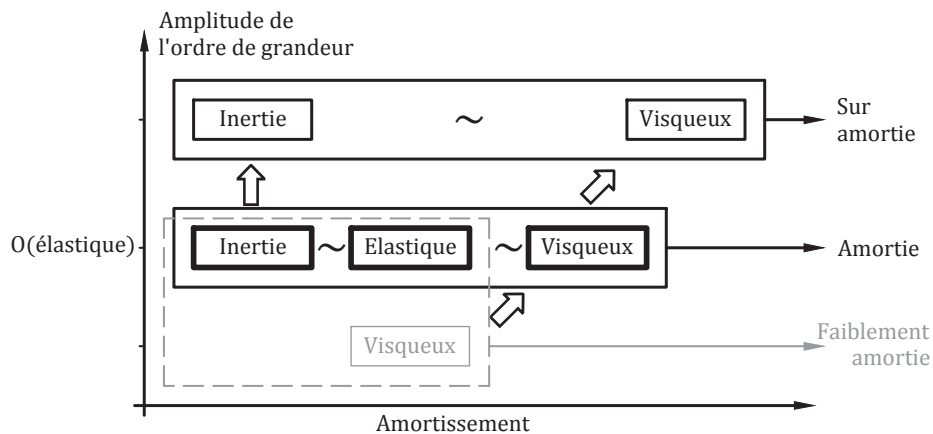 Amplitude de
l'ordre de grandeur
Inertie ~ Visqueux
Sur
amortie
O(élastique)
Inertie ~ Elastique ~ Visqueux
Amortie
Visqueux
Faiblement
amortie
Amortissement